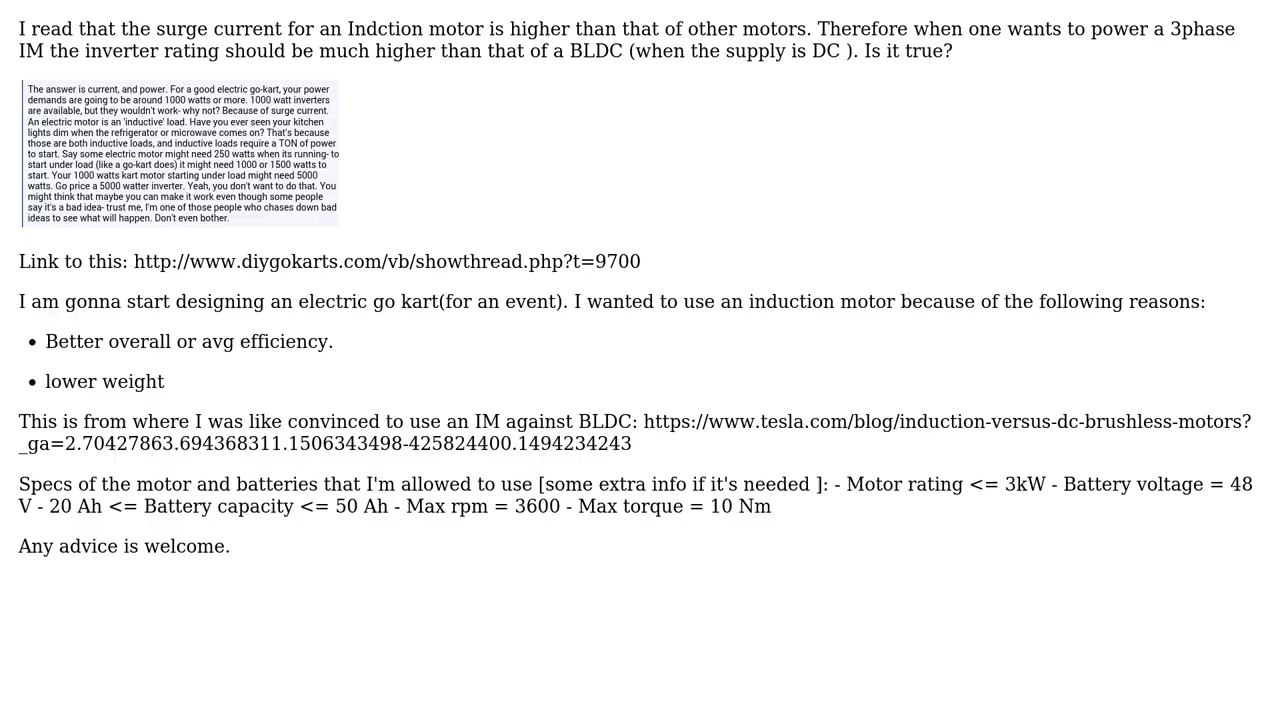 I read that the surge current for an Indction motor is higher than that of other motors. Therefore when one wants to power a 3phase
IM the inverter rating should be much higher than that of a BLDC (when the supply is DC ). Is it true?
The answer is current, and power. For a good electric go-kart, your power
demands are going to be around 1000 watts or more. 1000 watt inverters
are available, but they wouldn't work- why not? Because of surge current.
An electric motor is an 'inductive' load. Have you ever seen your kitchen
lights dim when the refrigerator or microwave comes on? That's because
those are both inductive loads, and inductive loads require a TON of power
to start. Say some electric motor might need 250 watts when its running- to
start under load (like a go-kart does) it might need 1000 or 1500 watts to
start. Your 1000 watts kart motor starting under load might need 5000
watts. Go price a 5000 watter inverter. Yeah, you don't want to do that. You
might think that maybe you can make it work even though some people
say it's a bad idea- trust me, I'm one of those people who chases down bad
ideas to see what will happen. Don't even bother.
Link to this: http://www.diygokarts.com/vb/showthread.php?t=9700
I am gonna start designing an electric go kart(for an event). I wanted to use an induction motor because of the following reasons:
• Better overall or avg efficiency.
• lower weight
This is from where I was like convinced to use an IM against BLDC: https://www.tesla.com/blog/induction-versus-dc-brushless-motors?
_ga=2.70427863.694368311.1506343498-425824400.1494234243
Specs of the motor and batteries that I'm allowed to use [some extra info if it's needed ]: - Motor rating <= 3kW - Battery voltage = 48
V - 20 Ah <= Battery capacity <= 50 Ah - Max rpm = 3600 - Max torque = 10 Nm
Any advice is welcome.